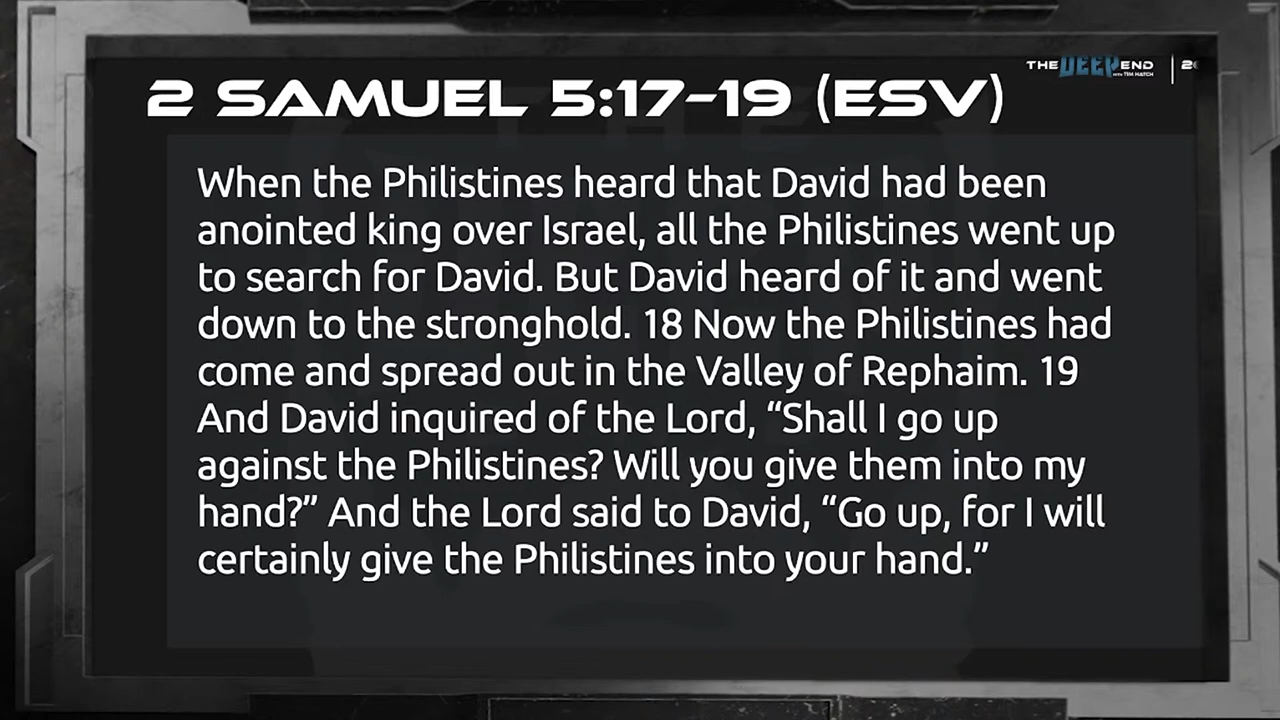 THE DEEP END
WITH TIM HATCH
2 SAMUEL 5:17-19 (ESV)
When the Philistines heard that David had been
anointed king over Israel, all the Philistines went up
to search for David. But David heard of it and went
down to the stronghold. 18 Now the Philistines had
come and spread out in the Valley of Rephaim. 19
And David inquired of the Lord, “Shall I go up
against the Philistines? Will you give them into my
hand?” And the Lord said to David, “Go up, for I will
certainly give the Philistines into your hand.”